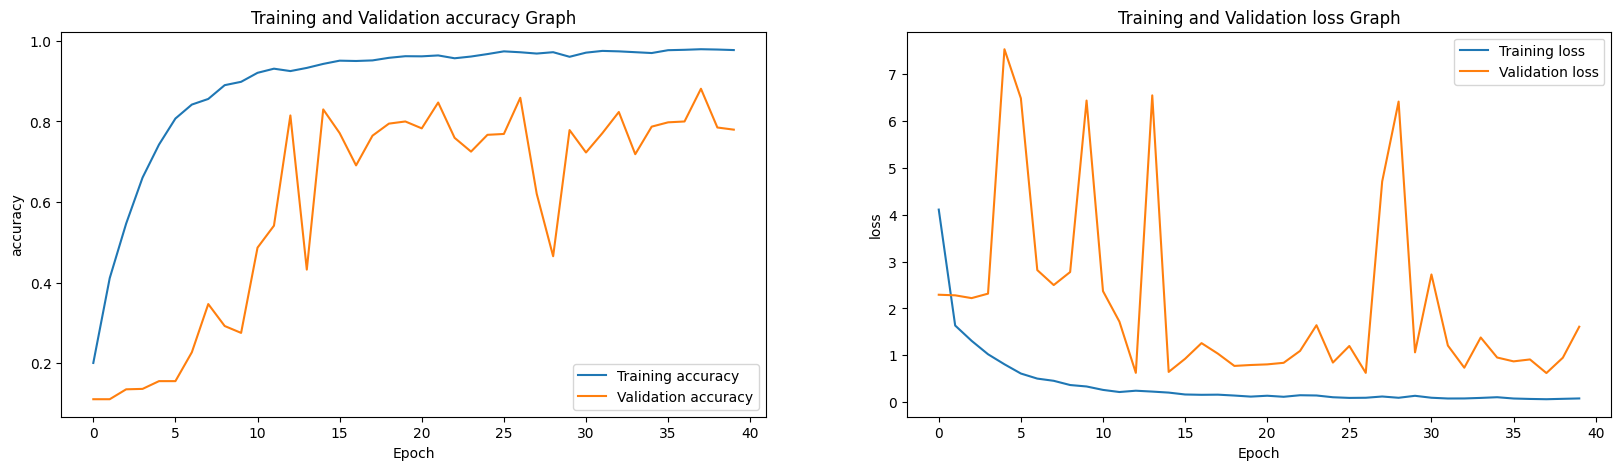 Training and Validation accuracy Graph
accuracy
1.0
0.8
0.6
0.4
0.2
Training accuracy
Validation accuracy
0 5 10 15 20 25 30 35 40
Epoch
Training and Validation loss Graph
loss
7
6
5
4
3
2
1
0
Training loss
Validation loss
0 5 10 15 20 25 30 35 40
Epoch